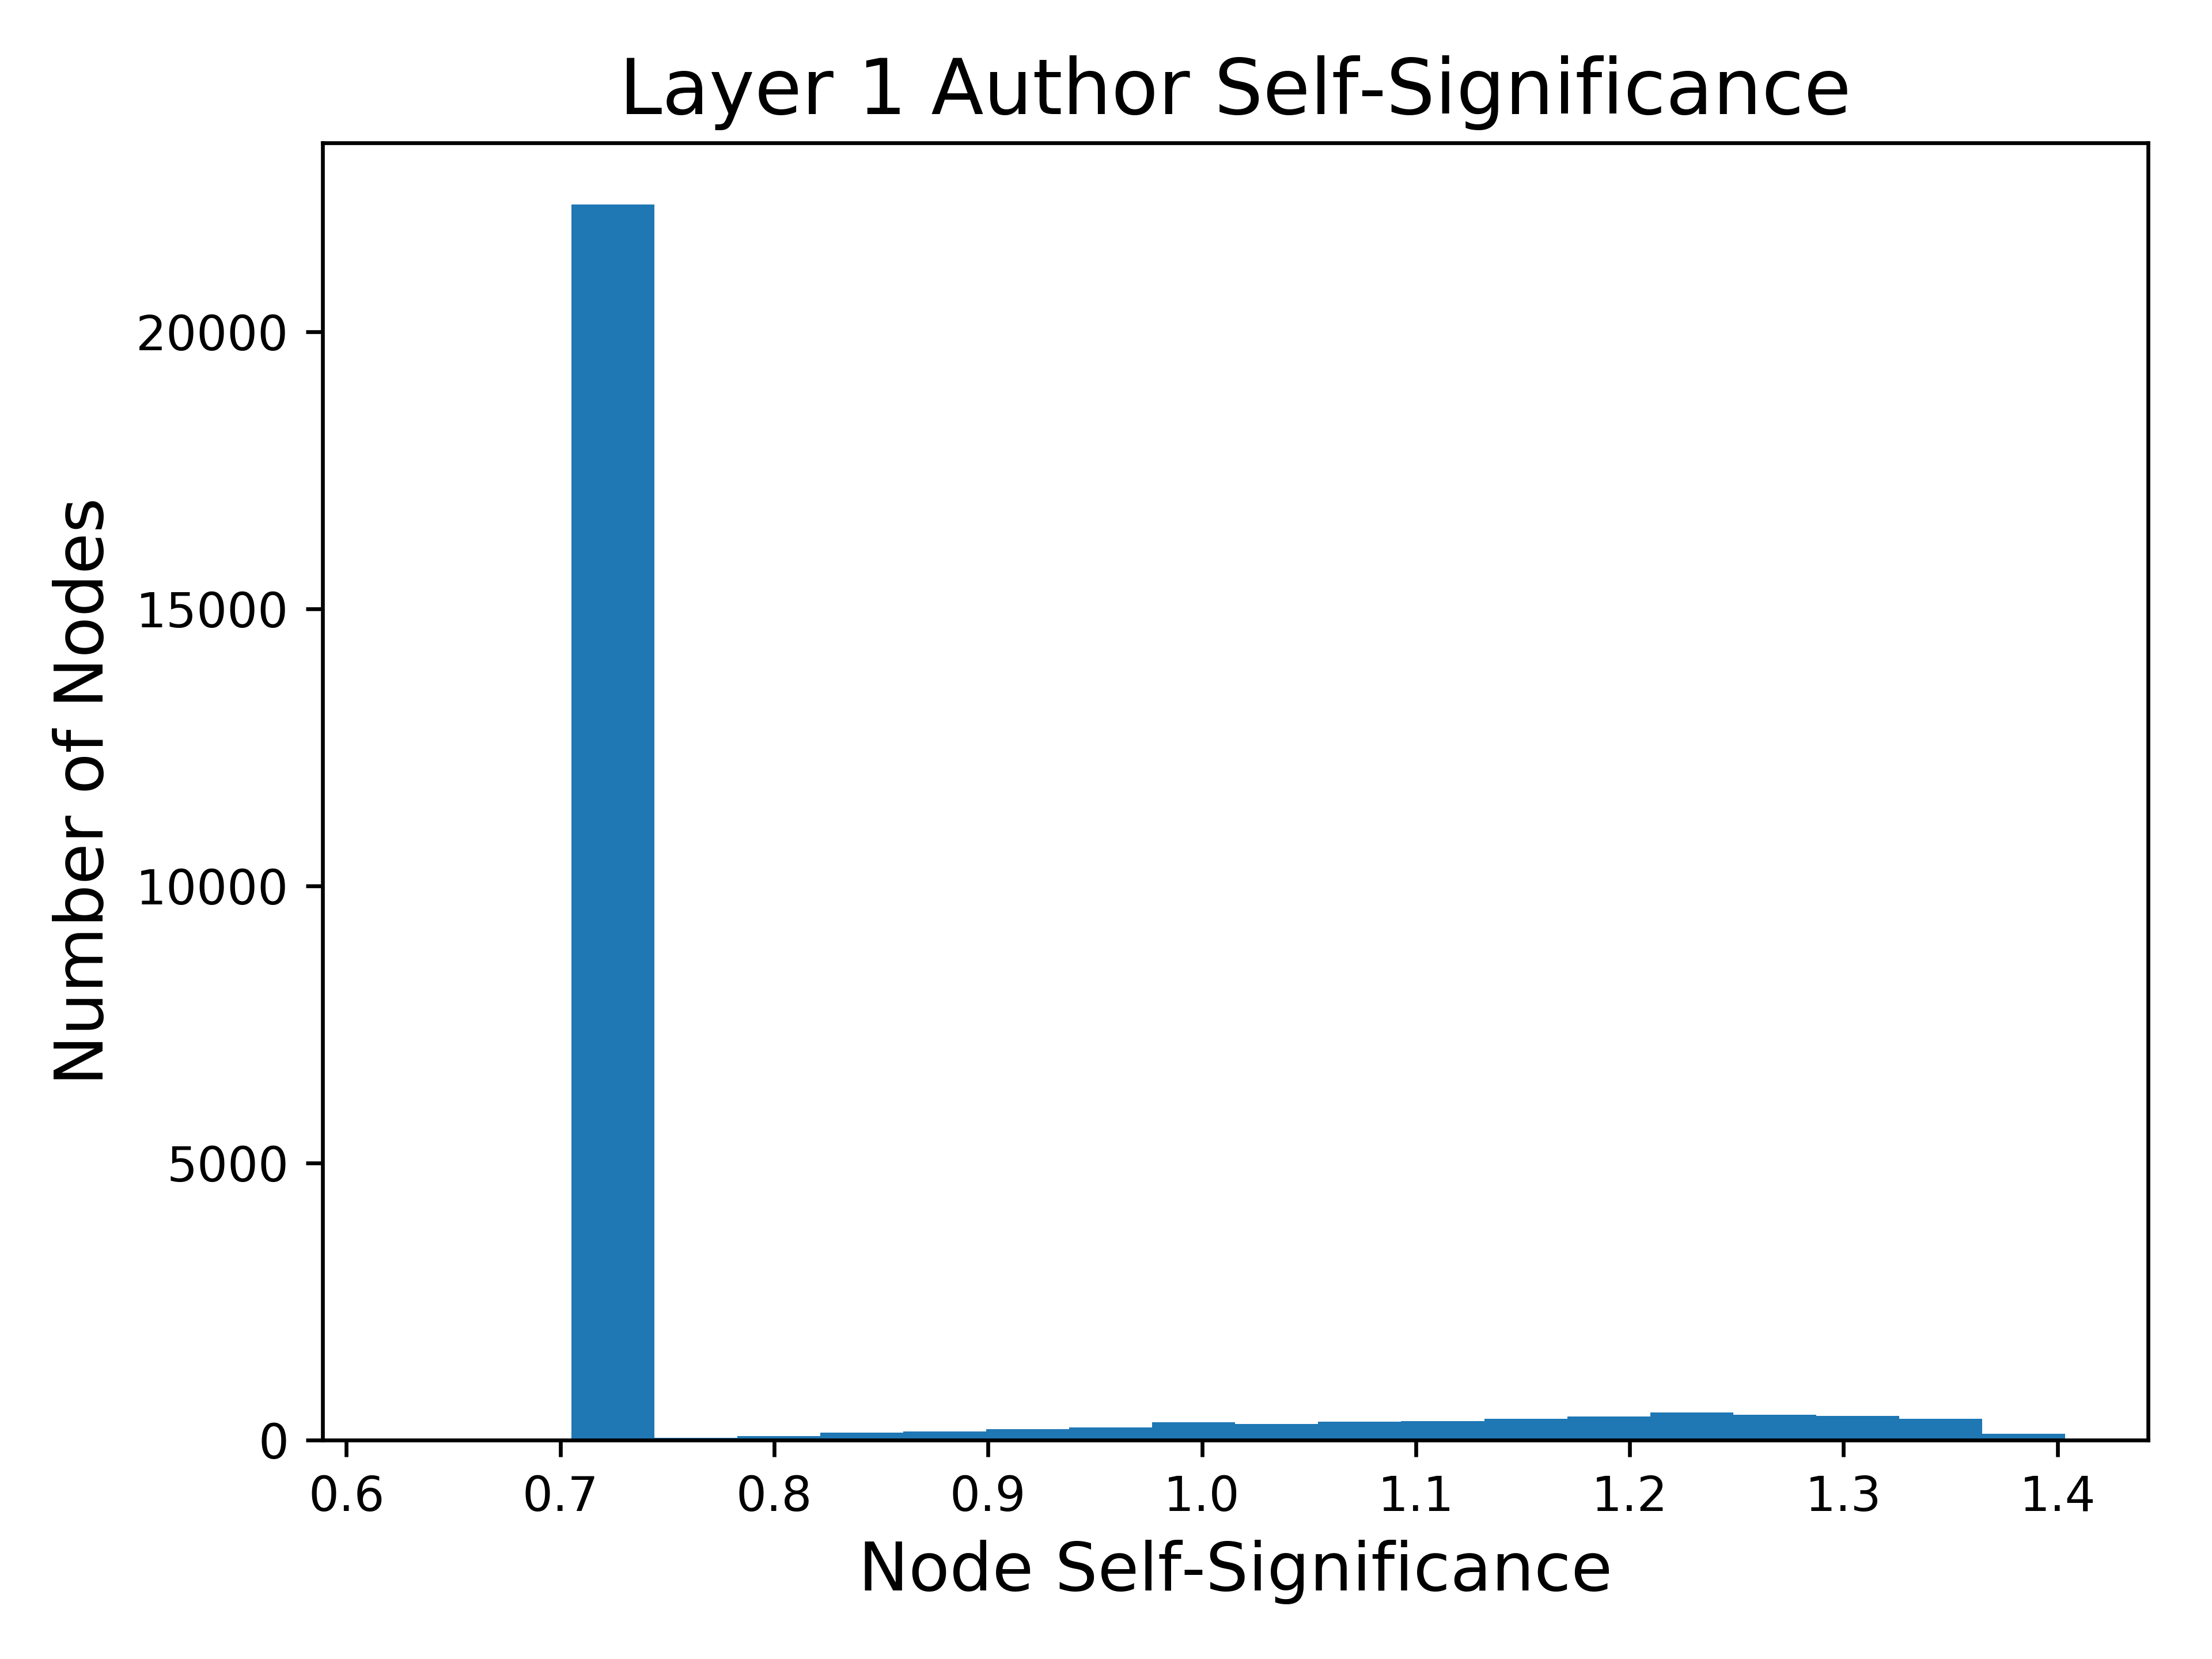 Layer 1 Author Self-Significance
20000
15000
10000
5000
0
Number of Nodes
0.6 0.7 0.8 0.9 1.0 1.1 1.2 1.3 1.4
Node Self-Significance